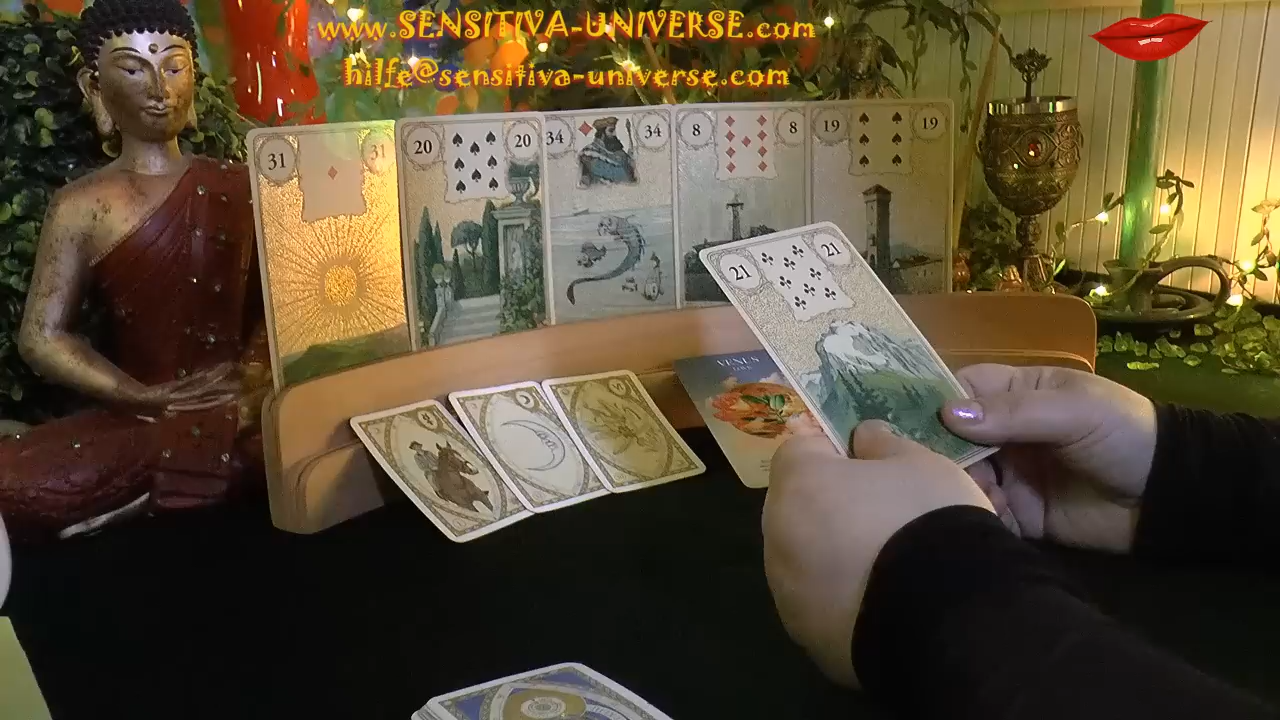 www.SENSITIVA-UNIVERSE.com
hilfe@sensitiva-universe.com
31 31
20 20
34 34
8 8
19 19
21 21
VENUS